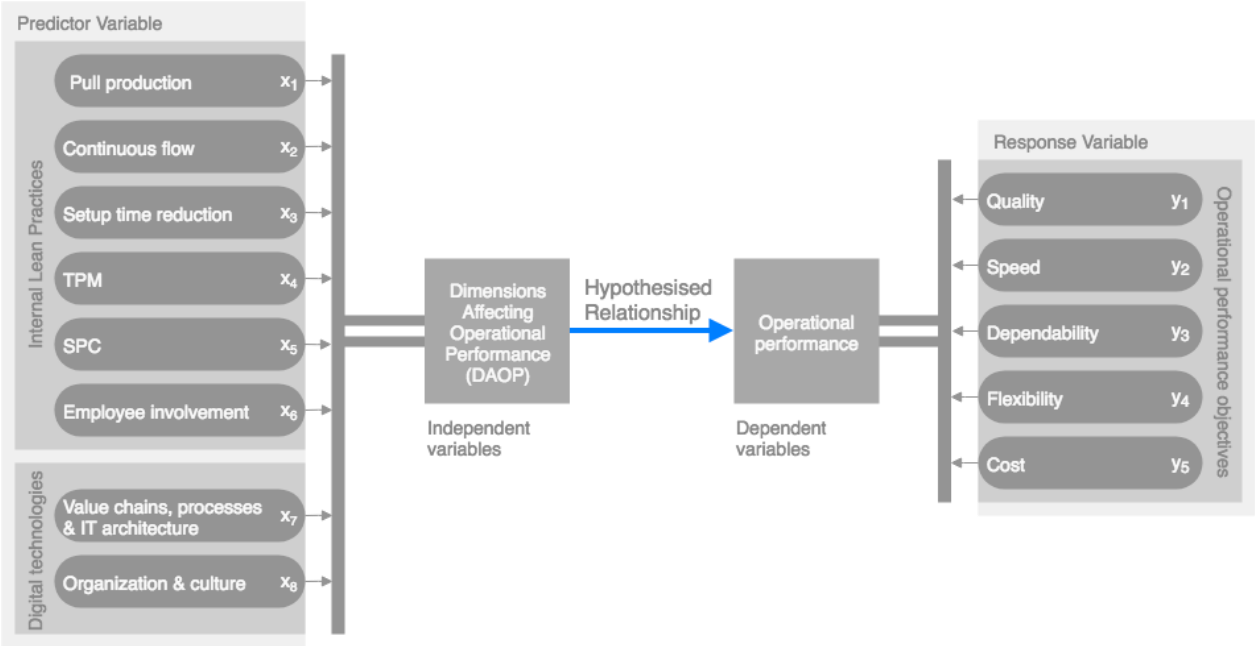 Predictor Variable
Internal Lean Practices
Pull production x₁
Continuous flow x₂
Setup time reduction x₃
TPM x₄
SPC x₅
Employee involvement x₆
Digital technologies
Value chains, processes
& IT architecture x₇
Organization & culture x₈
Dimensions
Affecting
Operational
Performance
(DAOP)
Independent
variables
Hypothesised
Relationship
Operational
performance
Dependent
variables
Response Variable
Quality y₁
Speed y₂
Dependability y₃
Flexibility y₄
Cost y₅
Operational performance objectives